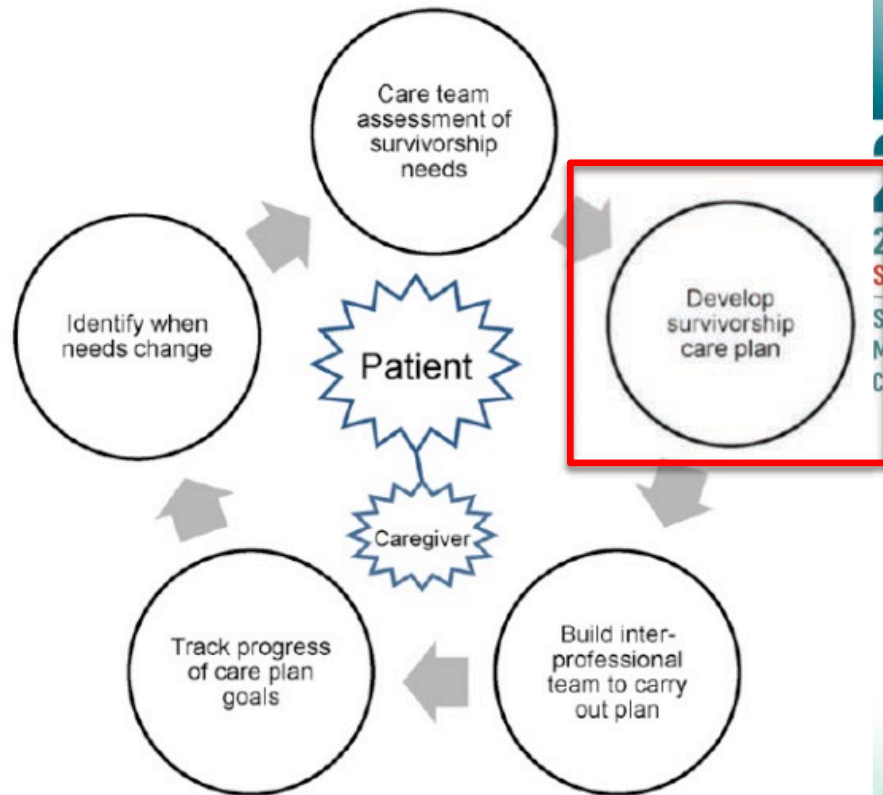 Care team
assessment of
survivorship
needs
Develop
survivorship
care plan
Build inter-
professional
team to carry
out plan
Track progress
of care plan
goals
Identify when
needs change
Patient
Caregiver